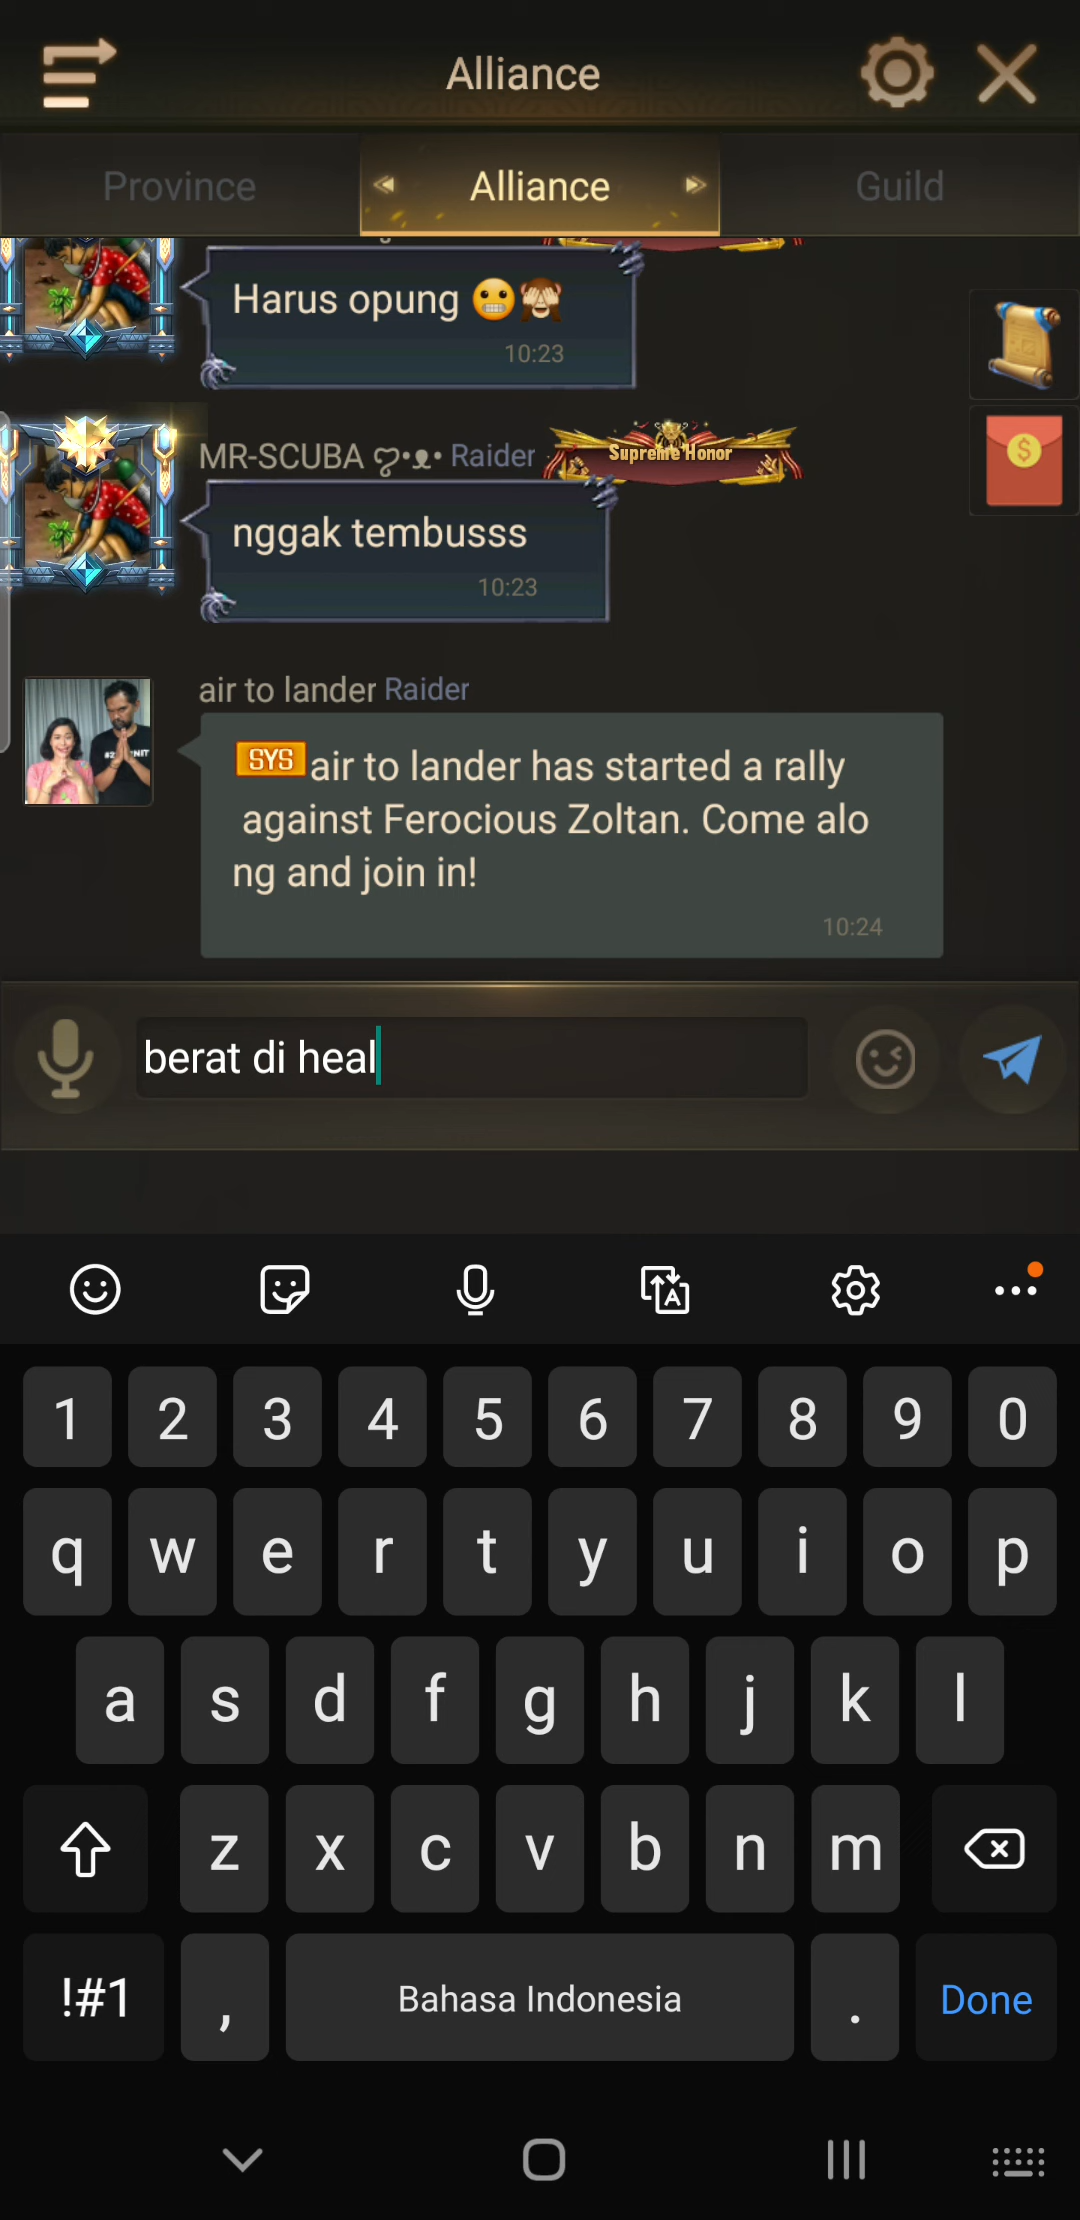 Alliance
Province
Alliance
Guild
Harus opung 😬🙈
10:23
MR-SCUBA ღ•ᴥ• Raider
Supreme Honor
nggak tembusss
10:23
air to lander Raider
SYS air to lander has started a rally
against Ferocious Zoltan. Come alo
ng and join in!
10:24
berat di heal
1 2 3 4 5 6 7 8 9 0
q w e r t y u i o p
a s d f g h j k l
z x c v b n m
!#1 , Bahasa Indonesia . Done